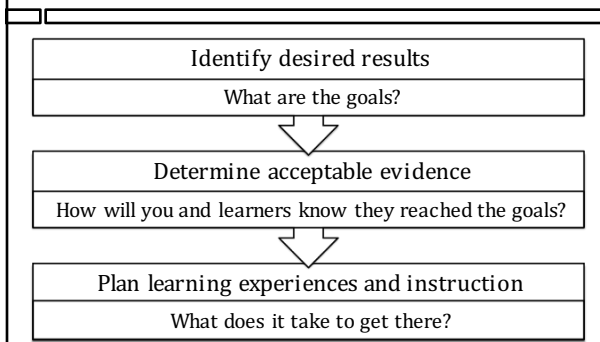 Identify desired results
What are the goals?
Determine acceptable evidence
How will you and learners know they reached the goals?
Plan learning experiences and instruction
What does it take to get there?